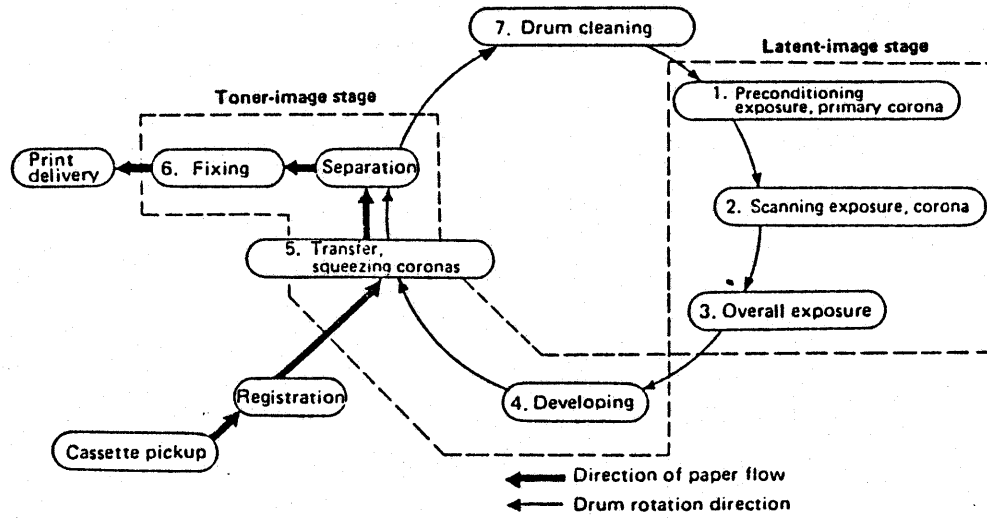 7. Drum cleaning
Latent-image stage
1. Preconditioning
exposure, primary corona
Toner-image stage
Print
delivery
6. Fixing
Separation
2. Scanning exposure, corona
5. Transfer,
squeezing coronas
3. Overall exposure
Registration
4. Developing
Cassette pickup
Direction of paper flow
Drum rotation direction